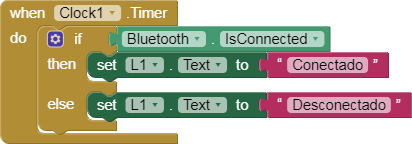 when Clock1 .Timer
do if Bluetooth . IsConnected
then set L1 . Text to " Conectado "
else set L1 . Text to " Desconectado "